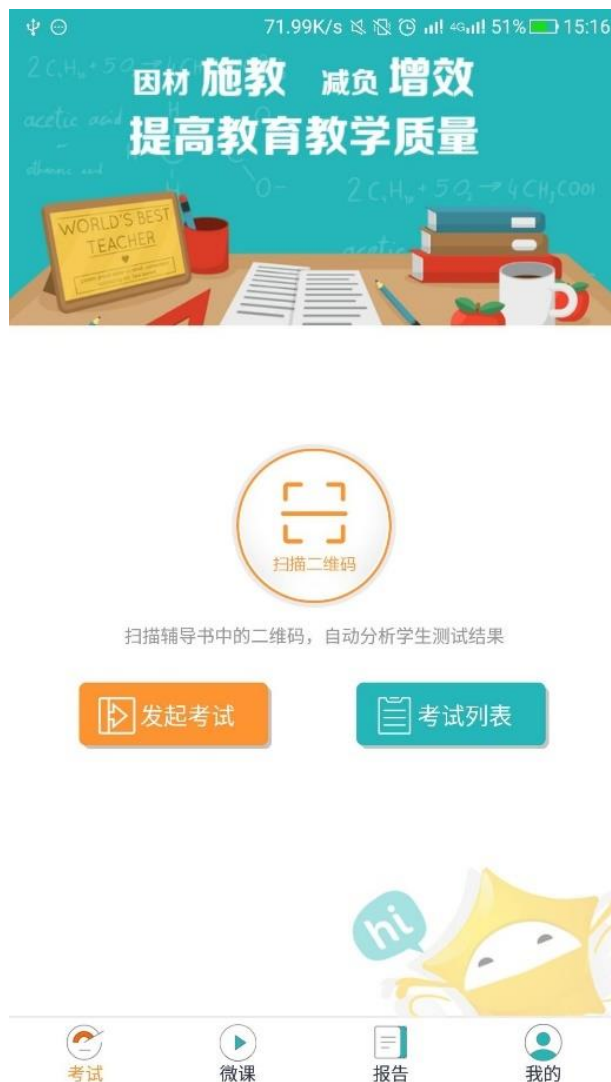 71.99K/s 4G 51% 15:16
因材 施教 减负 增效
提高教育教学质量
acetic acid
WORLD'S BEST
TEACHER
扫描二维码
扫描辅导书中的二维码，自动分析学生测试结果
发起考试
考试列表
hi
考试
微课
报告
我的